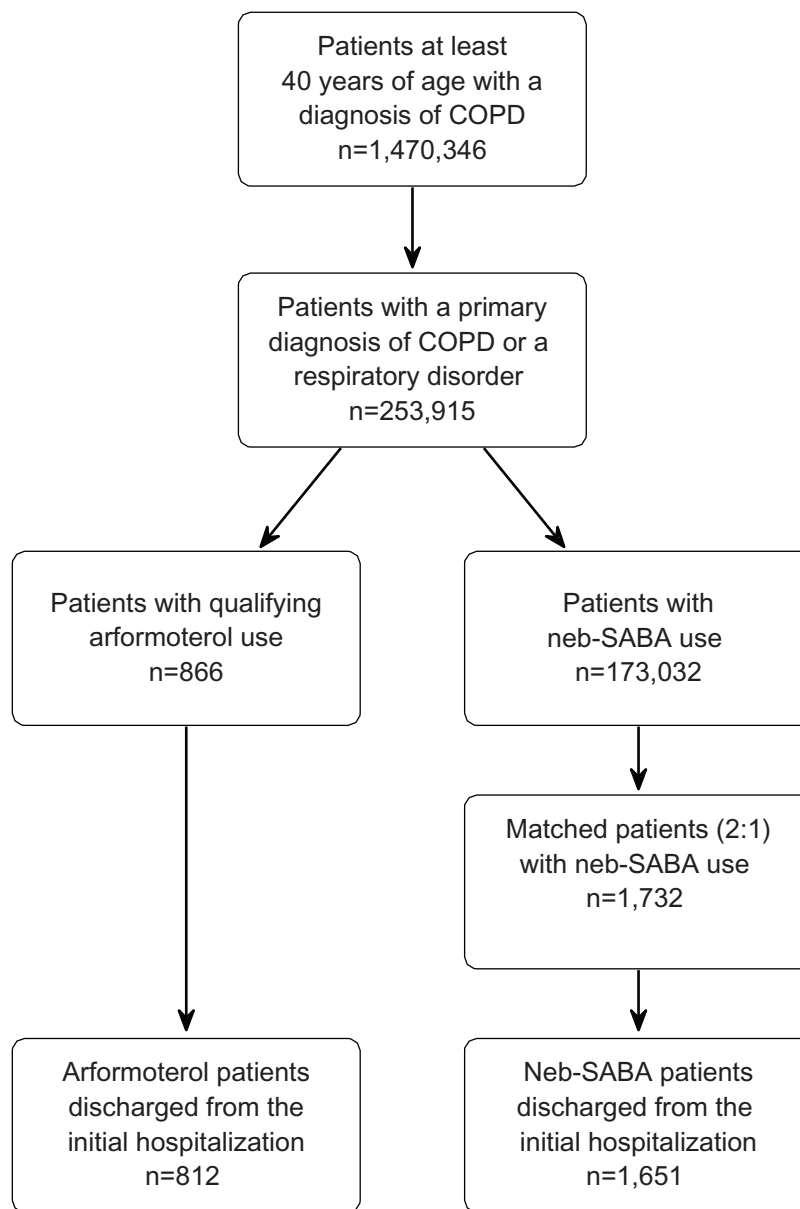 Patients at least
40 years of age with a
diagnosis of COPD
n=1,470,346
Patients with a primary
diagnosis of COPD or a
respiratory disorder
n=253,915
Patients with qualifying
arformoterol use
n=866
Patients with
neb-SABA use
n=173,032
Matched patients (2:1)
with neb-SABA use
n=1,732
Arformoterol patients
discharged from the
initial hospitalization
n=812
Neb-SABA patients
discharged from the
initial hospitalization
n=1,651